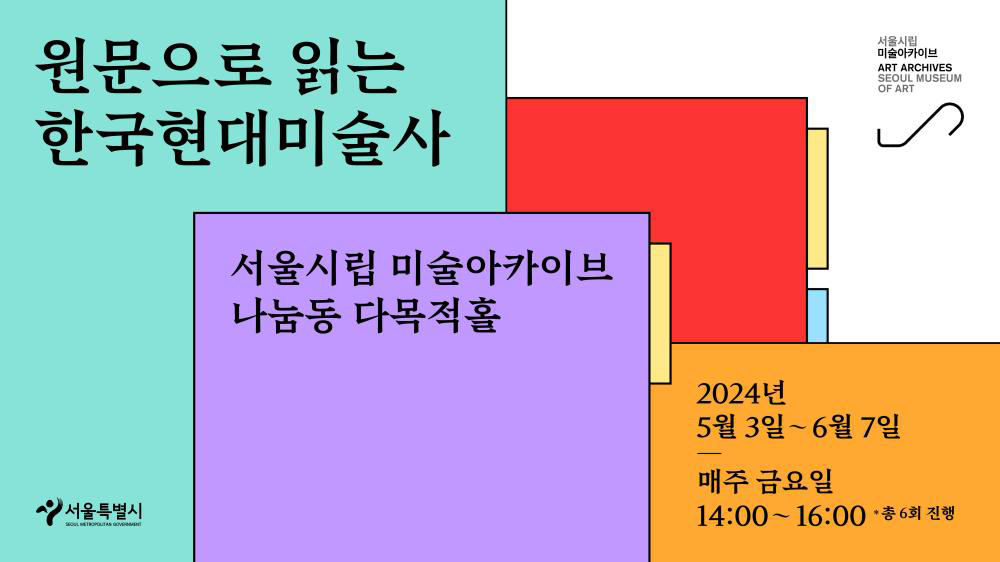 원문으로 읽는
한국현대미술사
서울시립
미술아카이브
ART ARCHIVES
SEOUL MUSEUM
OF ART
서울시립 미술아카이브
나눔동 다목적홀
2024년
5월 3일~6월 7일
매주 금요일
14:00~16:00 *총 6회 진행
서울특별시
SEOUL METROPOLITAN GOVERNMENT